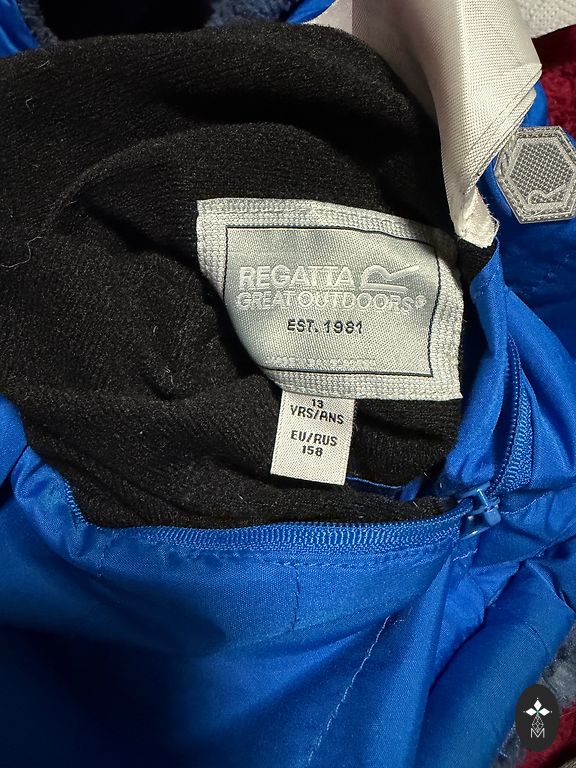 REGATTA
GREAT OUTDOORS®
EST. 1981
13
YRS/ANS
EU/RUS
158
R
M